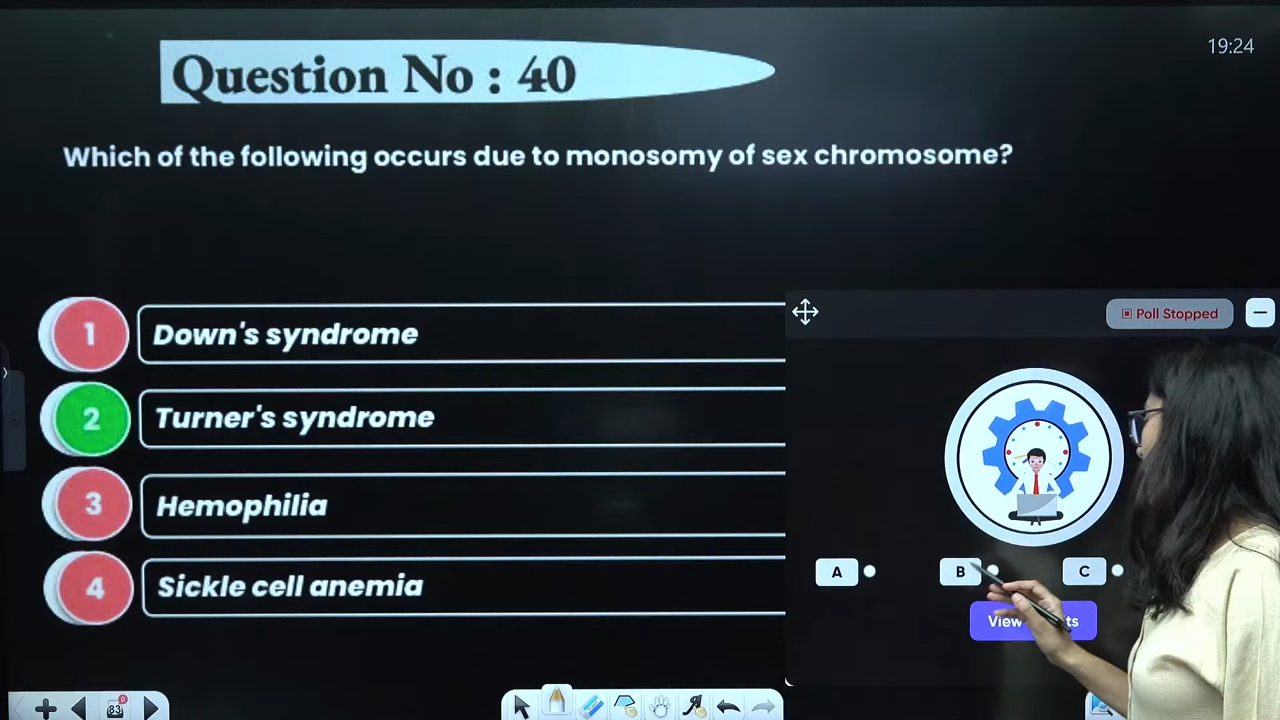 Question No : 40
19:24
Which of the following occurs due to monosomy of sex chromosome?
1 Down's syndrome
2 Turner's syndrome
3 Hemophilia
4 Sickle cell anemia
Poll Stopped
A
B
C
83